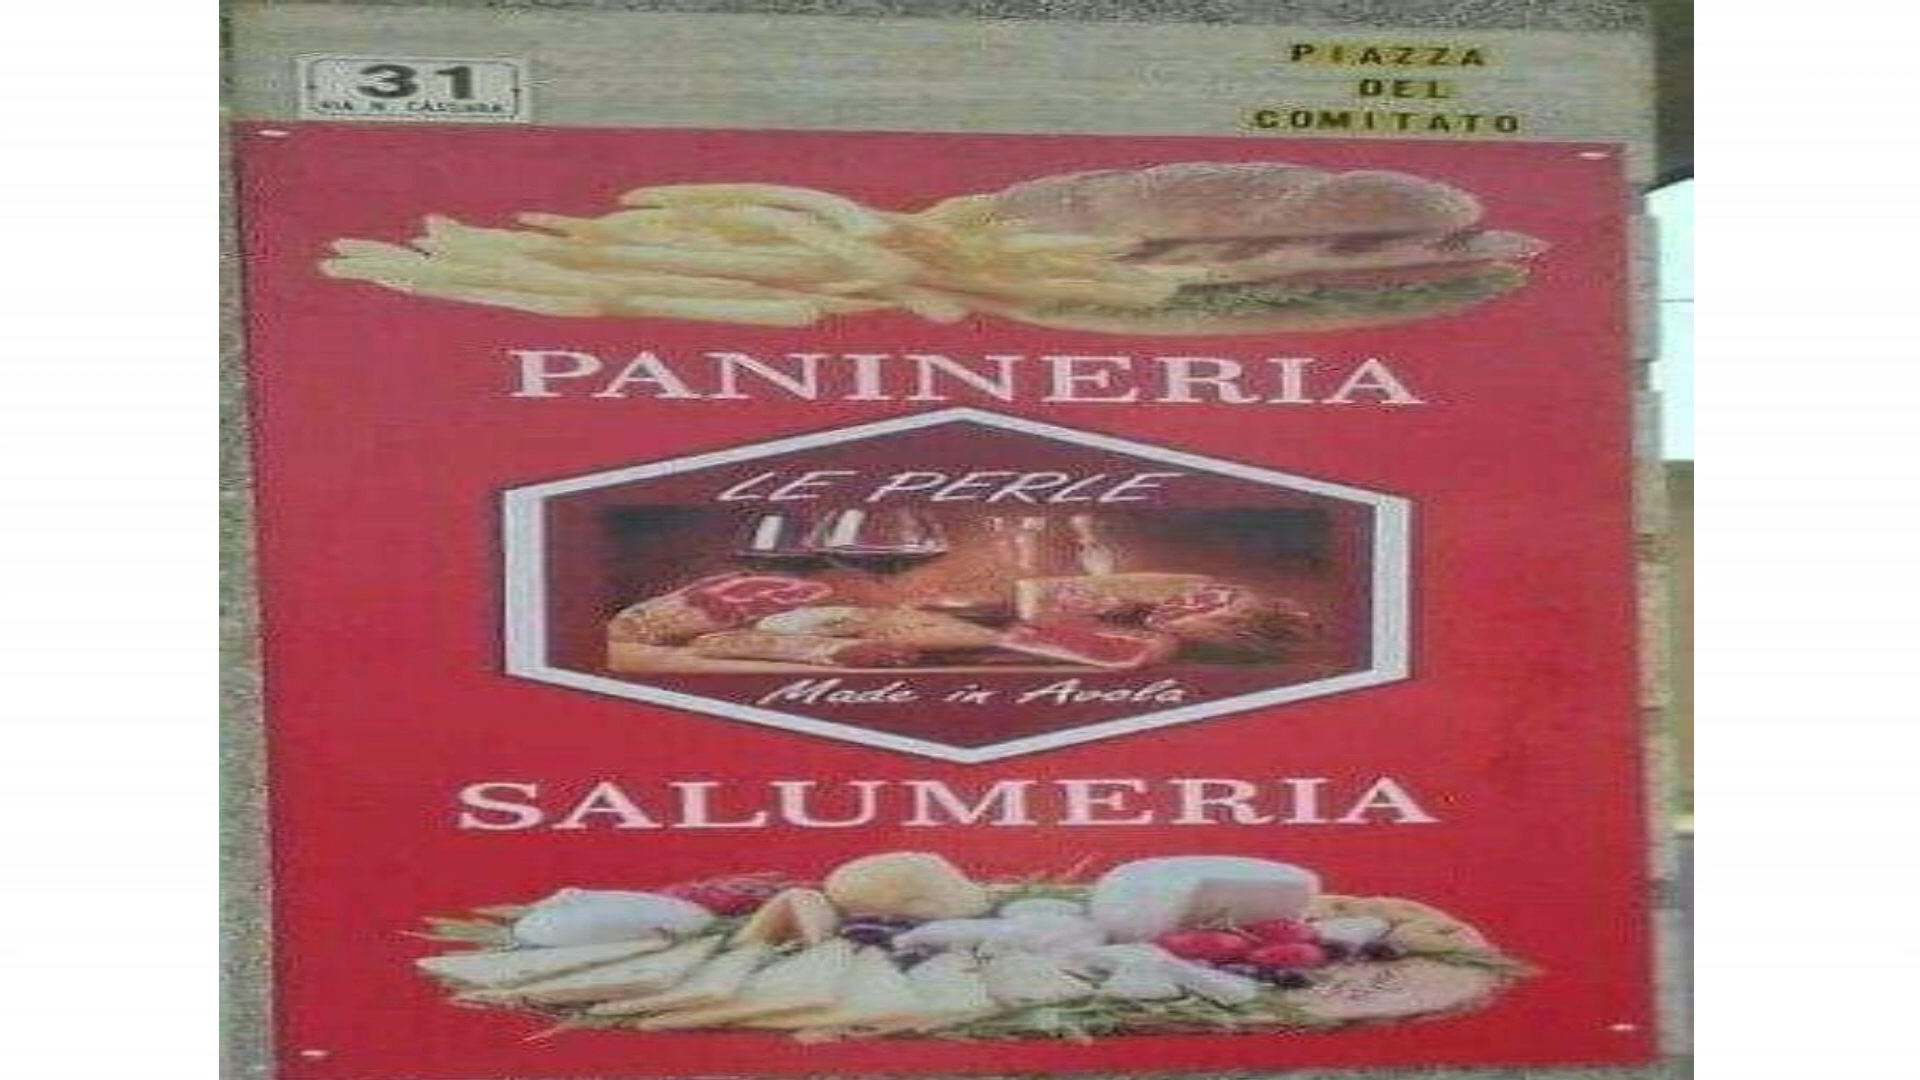 31
PIAZZA
DEL
COMITATO
PANINERIA
LE PERLE
Made in Avola
SALUMERIA